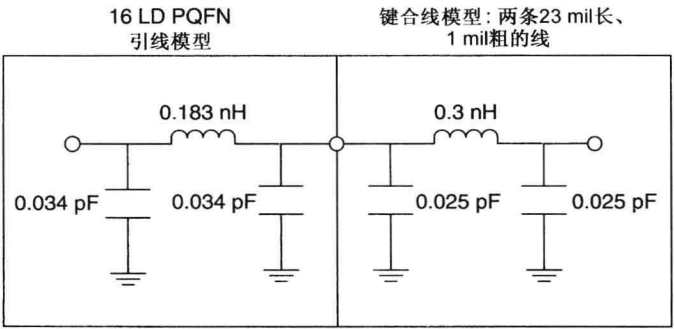 16 LD PQFN
引线模型
键合线模型：两条23 mil长、
1 mil粗的线
0.183 nH
0.3 nH
0.034 pF
0.034 pF
0.025 pF
0.025 pF